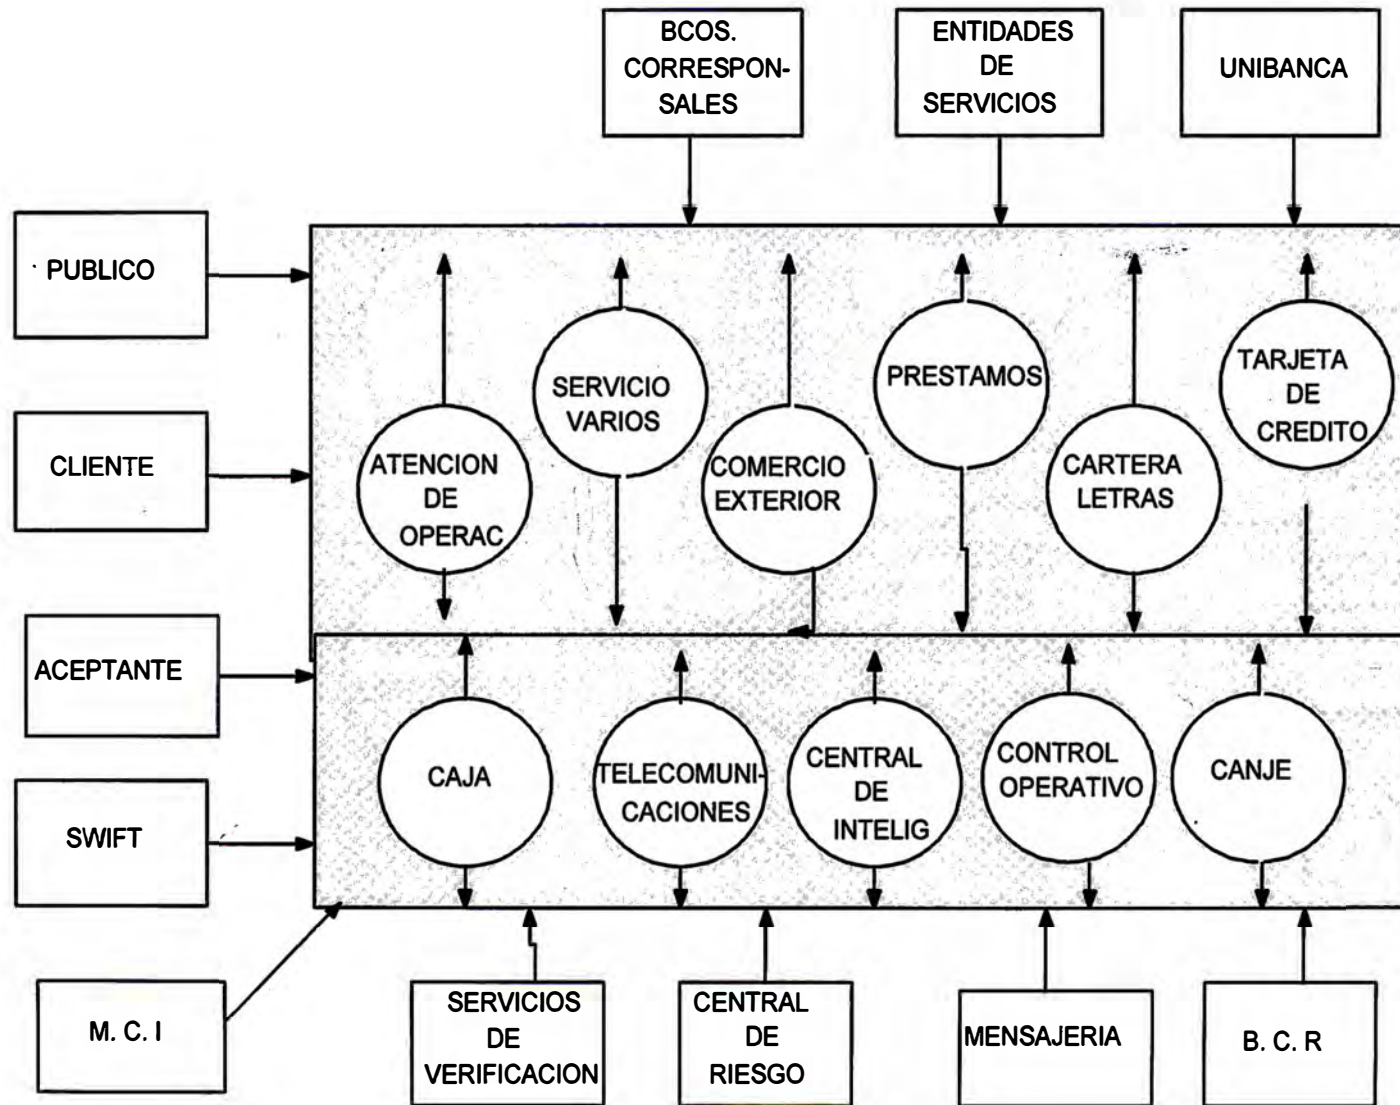 BCOS.
CORRESPON-
SALES
ENTIDADES
DE
SERVICIOS
UNIBANCA
PUBLICO
CLIENTE
ACEPTANTE
SWIFT
M. C. I
ATENCION
DE
OPERAC
SERVICIO
VARIOS
COMERCIO
EXTERIOR
PRESTAMOS
CARTERA
LETRAS
TARJETA
DE
CREDITO
CAJA
TELECOMUNI-
CACIONES
CENTRAL
DE
INTELIG
CONTROL
OPERATIVO
CANJE
SERVICIOS
DE
VERIFICACION
CENTRAL
DE
RIESGO
MENSAJERIA
B. C. R